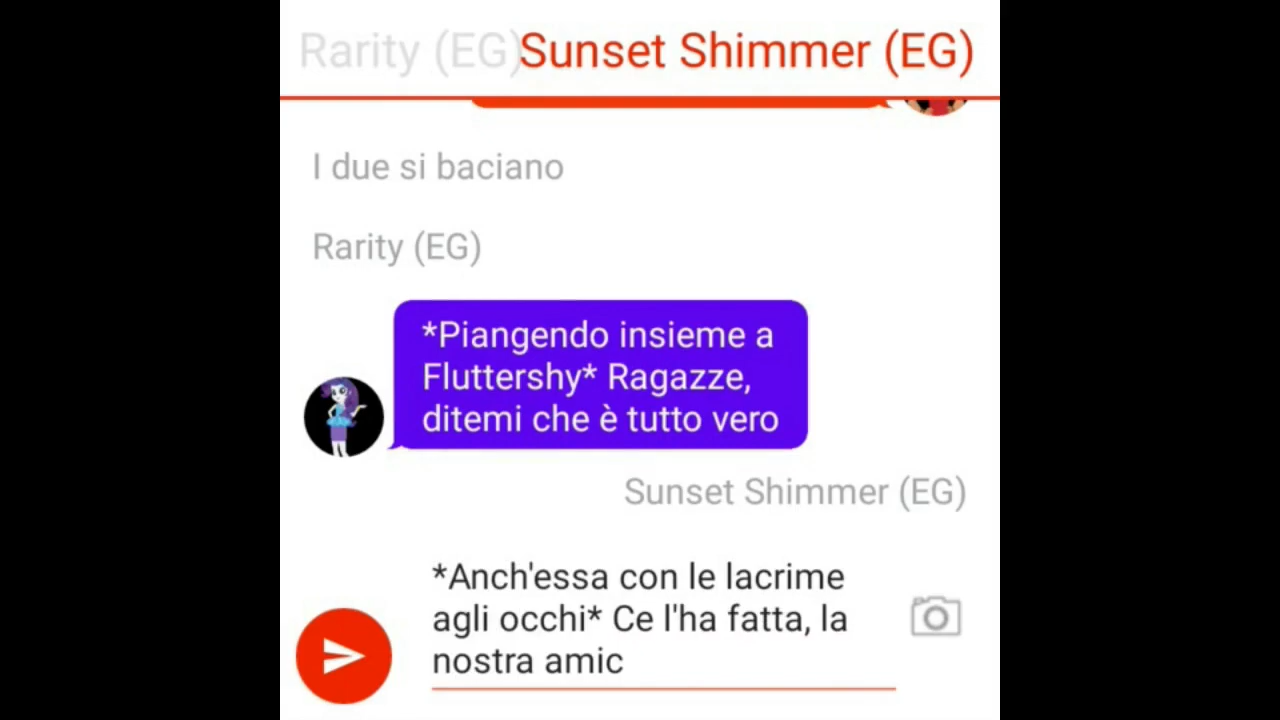 Rarity (EG) Sunset Shimmer (EG)
I due si baciano
Rarity (EG)
*Piangendo insieme a
Fluttershy* Ragazze,
ditemi che è tutto vero
Sunset Shimmer (EG)
*Anch'essa con le lacrime
agli occhi* Ce l'ha fatta, la
nostra amic